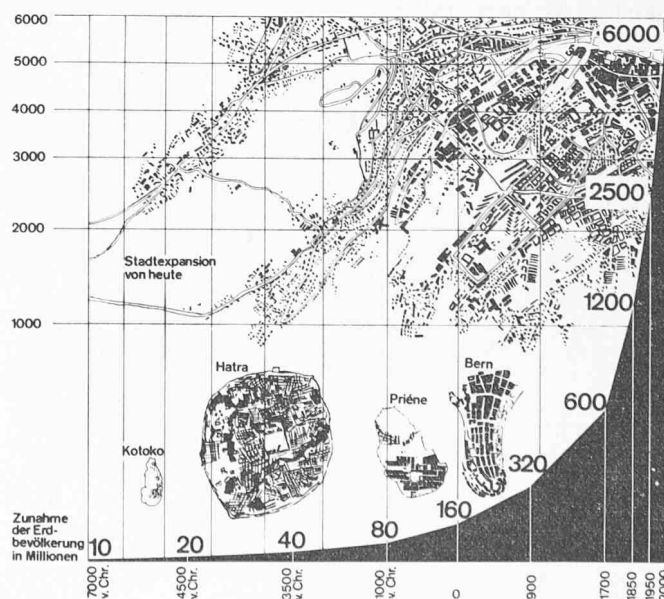 6000
5000
4000
3000
2000
1000
6000
2500
1200
600
320
160
80
40
20
10
Stadtexpansion
von heute
Hatra
Kotoko
Priéne
Bern
Zunahme
der Erd-
bevölkerung
in Millionen
7000
v. Chr.
4500
v. Chr.
3500
v. Chr.
1000
v. Chr.
0
900
1700
1850
1950
2000